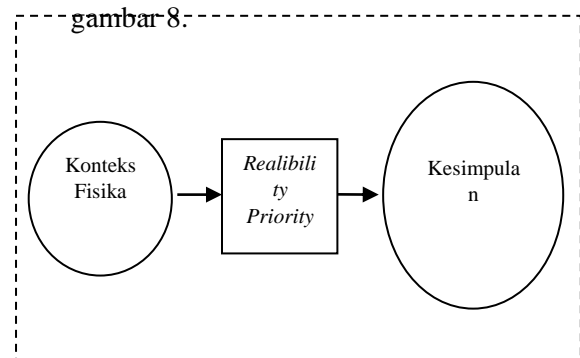 gambar 8.
Konteks
Fisika
Realibili
ty
Priority
Kesimpula
n